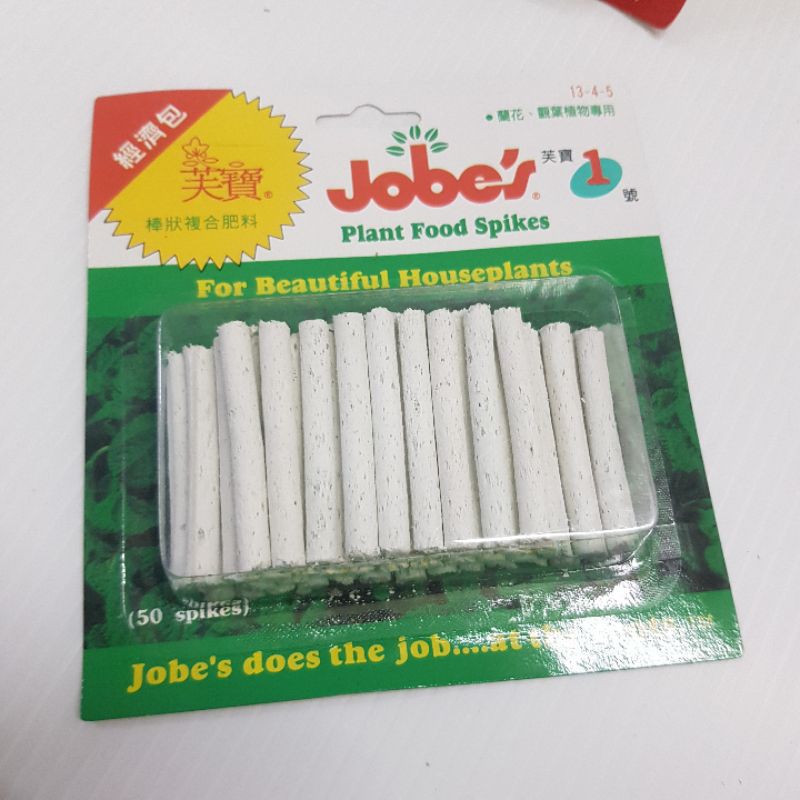 經濟包
芙寶®
棒狀複合肥料
13-4-5
• 蘭花、觀葉植物專用
Jobe's® 芙寶 1 號
Plant Food Spikes
For Beautiful Houseplants
(50 spikes)
Jobe's does the job....at